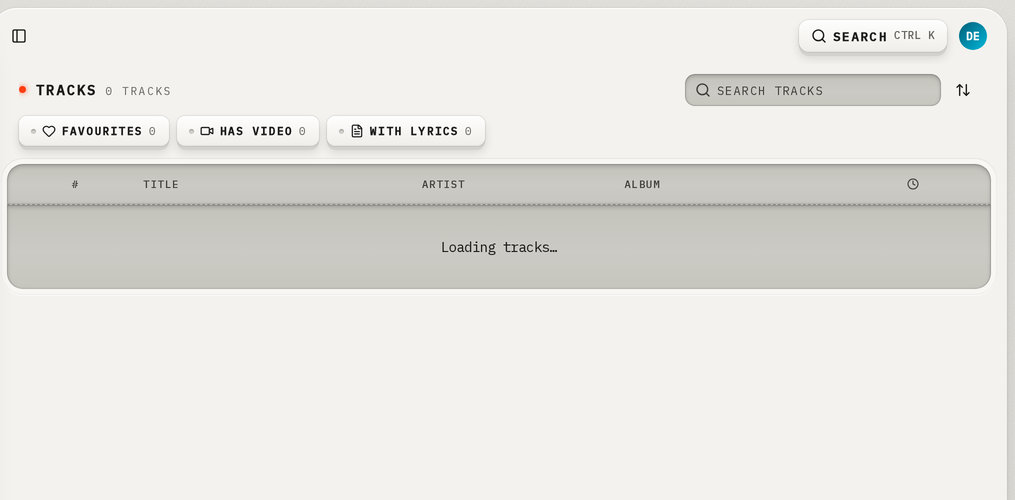 SEARCH CTRL K DE
TRACKS 0 TRACKS SEARCH TRACKS
FAVOURITES 0 HAS VIDEO 0 WITH LYRICS 0
# TITLE ARTIST ALBUM
Loading tracks…